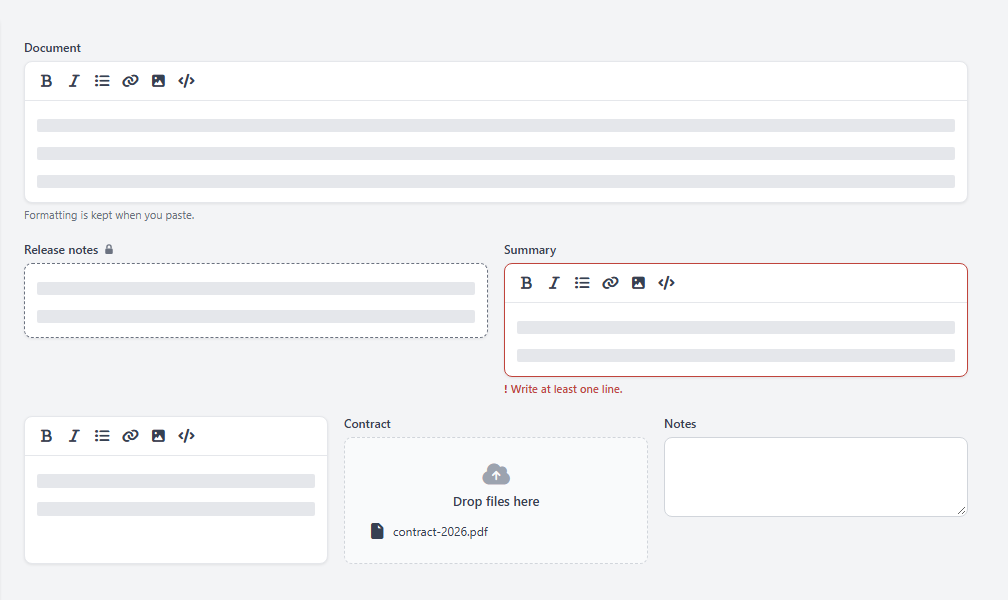 Document
B I </>
Formatting is kept when you paste.
Release notes
Summary
B I </>
! Write at least one line.
B I </>
Contract
Drop files here
contract-2026.pdf
Notes